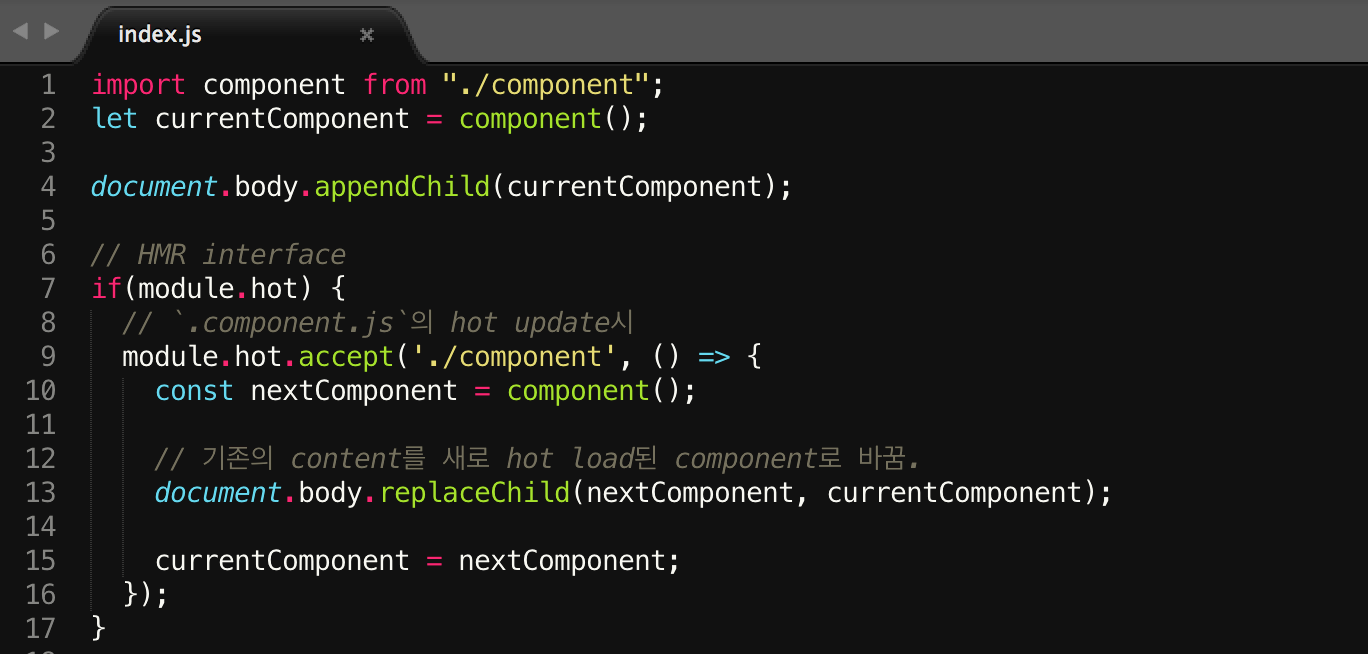 index.js
1 import component from "./component";
2 let currentComponent = component();
3
4 document.body.appendChild(currentComponent);
5
6 // HMR interface
7 if(module.hot) {
8 // `.component.js`의 hot update시
9 module.hot.accept('./component', () => {
10 const nextComponent = component();
11
12 // 기존의 content를 새로 hot load된 component로 바꿈.
13 document.body.replaceChild(nextComponent, currentComponent);
14
15 currentComponent = nextComponent;
16 });
17 }